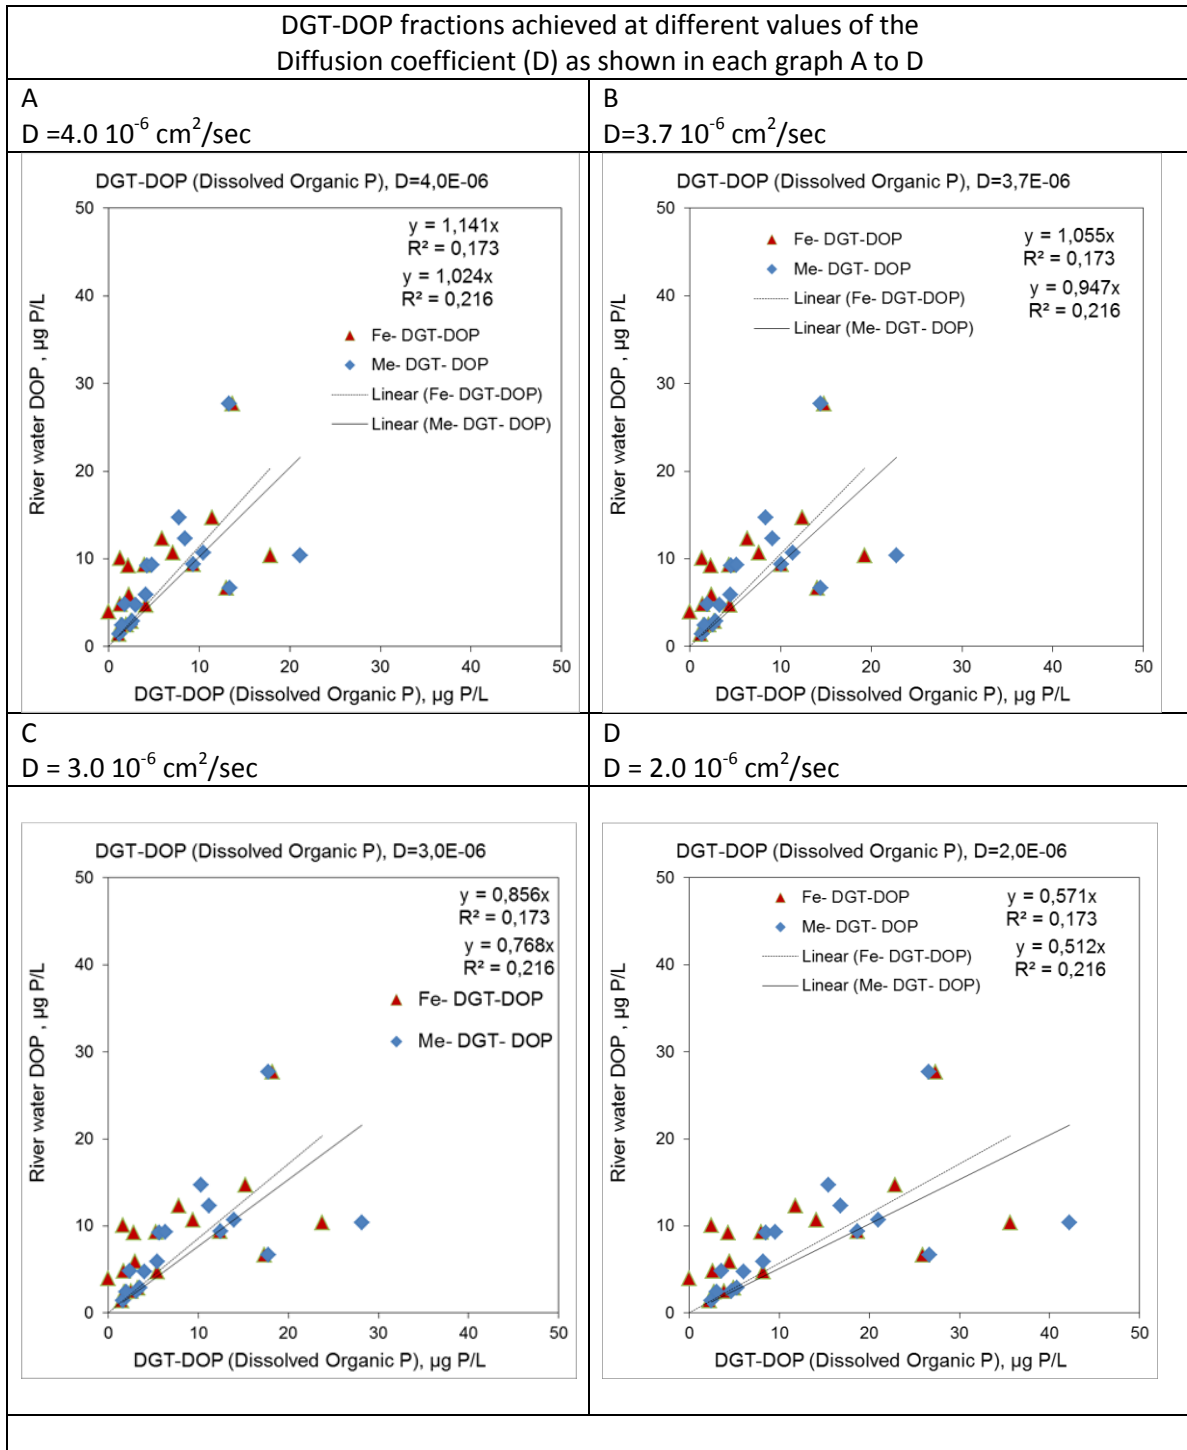 DGT-DOP fractions achieved at different values of the
Diffusion coefficient (D) as shown in each graph A to D
A
D =4.0 10⁻⁶ cm²/sec
B
D=3.7 10⁻⁶ cm²/sec
DGT-DOP (Dissolved Organic P), D=4,0E-06
y = 1,141x
R² = 0,173
y = 1,024x
R² = 0,216
Fe- DGT-DOP
Me- DGT- DOP
Linear (Fe- DGT-DOP)
Linear (Me- DGT- DOP)
River water DOP , µg P/L
50
40
30
20
10
0
0 10 20 30 40 50
DGT-DOP (Dissolved Organic P), µg P/L
DGT-DOP (Dissolved Organic P), D=3,7E-06
Fe- DGT-DOP
Me- DGT- DOP
Linear (Fe- DGT-DOP)
Linear (Me- DGT- DOP)
y = 1,055x
R² = 0,173
y = 0,947x
R² = 0,216
River water DOP , µg P/L
50
40
30
20
10
0
0 10 20 30 40 50
DGT-DOP (Dissolved Organic P), µg P/L
C
D = 3.0 10⁻⁶ cm²/sec
D
D = 2.0 10⁻⁶ cm²/sec
DGT-DOP (Dissolved Organic P), D=3,0E-06
y = 0,856x
R² = 0,173
y = 0,768x
R² = 0,216
Fe- DGT-DOP
Me- DGT- DOP
River water DOP , µg P/L
50
40
30
20
10
0
0 10 20 30 40 50
DGT-DOP (Dissolved Organic P), µg P/L
DGT-DOP (Dissolved Organic P), D=2,0E-06
Fe- DGT-DOP
Me- DGT- DOP
Linear (Fe- DGT-DOP)
Linear (Me- DGT- DOP)
y = 0,571x
R² = 0,173
y = 0,512x
R² = 0,216
River water DOP , µg P/L
50
40
30
20
10
0
0 10 20 30 40 50
DGT-DOP (Dissolved Organic P), µg P/L